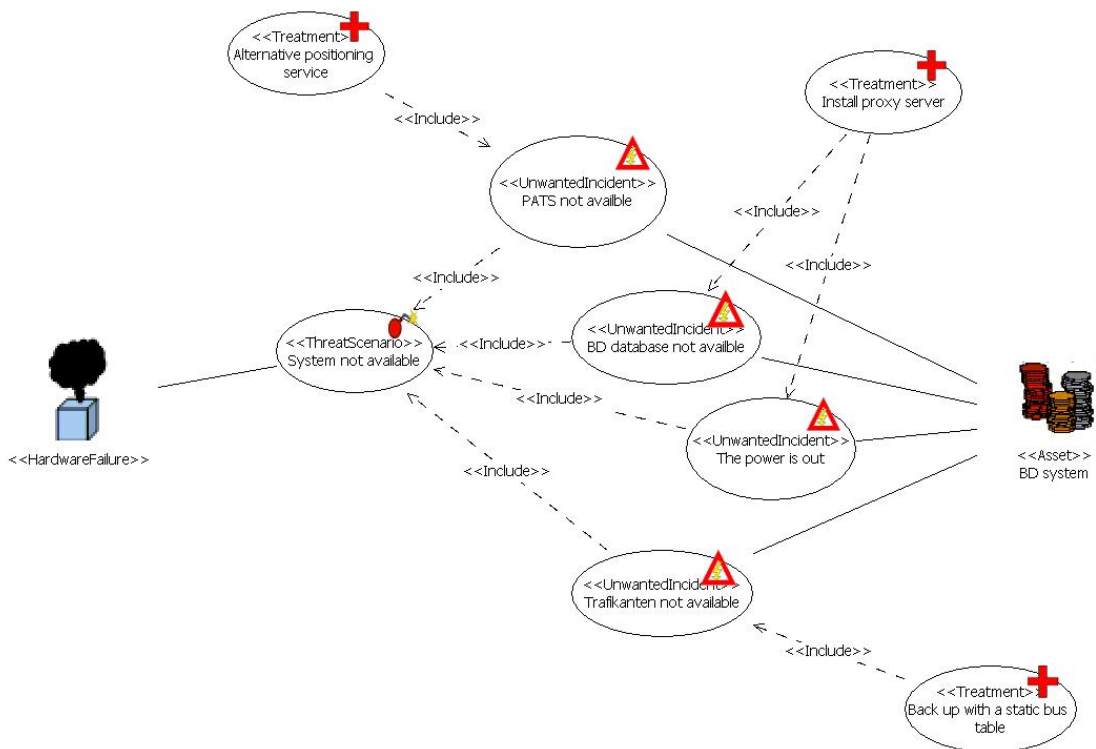 <<Treatment>
Alternative positioning
service
<<Treatment>>
Install proxy server
<<Include>>
<<UnwantedIncident>>
PATS not availble
<<Include>>
<<Include>>
<<Include>>
<<UnwantedIncident>>
BD database not availble
<<ThreatScenario>>
System not available
<<Include>>
<<Include>>
<<UnwantedIncident>>
The power is out
<<HardwareFailure>>
<<Asset>>
BD system
<<Include>>
<<UnwantedIncident>>
Trafikanten not available
<<Include>>
<<Treatment>>
Back up with a static bus
table